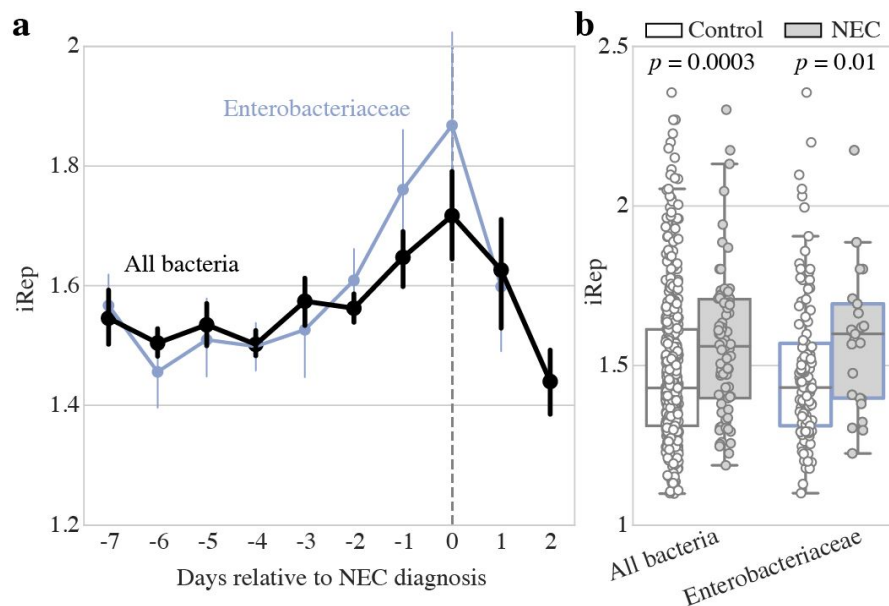 a
2
1.8
1.6
1.4
1.2
iRep
Enterobacteriaceae
All bacteria
-7 -6 -5 -4 -3 -2 -1 0 1 2
Days relative to NEC diagnosis
b
Control NEC
p = 0.0003 p = 0.01
2.5
2
1.5
1
iRep
All bacteria
Enterobacteriaceae